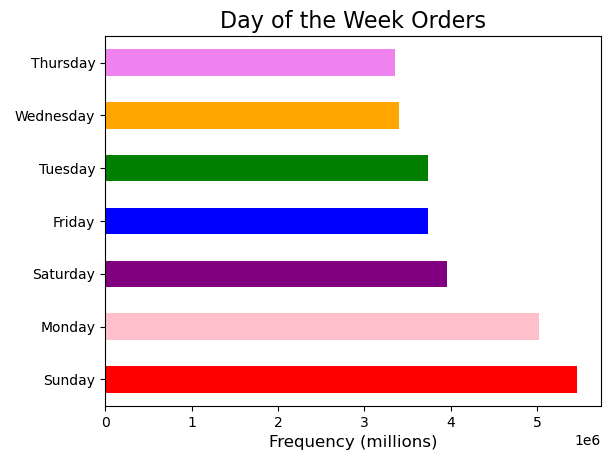 Day of the Week Orders
Thursday
Wednesday
Tuesday
Friday
Saturday
Monday
Sunday
0 1 2 3 4 5
1e6
Frequency (millions)